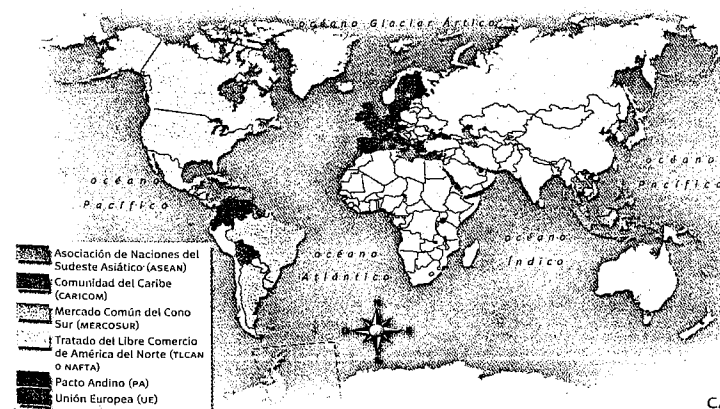 océano Glaciar Ártico
océano
Pacífico
océano
Pacífico
océano
Atlántico
océano
Índico
Asociación de Naciones del
Sudeste Asiático (ASEAN)
Comunidad del Caribe
(CARICOM)
Mercado Común del Cono
Sur (MERCOSUR)
Tratado del Libre Comercio
de América del Norte (TLCAN
O NAFTA)
Pacto Andino (PA)
Unión Europea (UE)